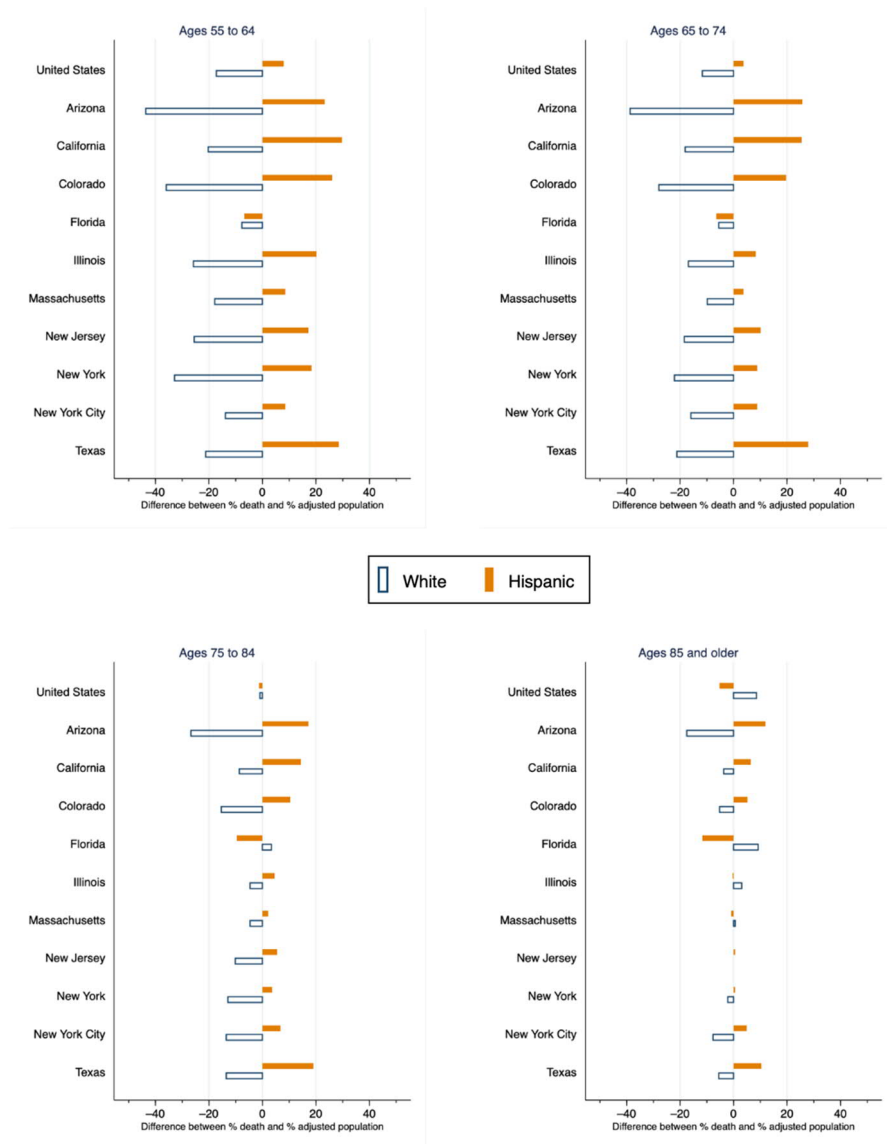 Ages 55 to 64
United States
Arizona
California
Colorado
Florida
Illinois
Massachusetts
New Jersey
New York
New York City
Texas
−40 −20 0 20 40
Difference between % death and % adjusted population
Ages 65 to 74
United States
Arizona
California
Colorado
Florida
Illinois
Massachusetts
New Jersey
New York
New York City
Texas
−40 −20 0 20 40
Difference between % death and % adjusted population
White Hispanic
Ages 75 to 84
United States
Arizona
California
Colorado
Florida
Illinois
Massachusetts
New Jersey
New York
New York City
Texas
−40 −20 0 20 40
Difference between % death and % adjusted population
Ages 85 and older
United States
Arizona
California
Colorado
Florida
Illinois
Massachusetts
New Jersey
New York
New York City
Texas
−40 −20 0 20 40
Difference between % death and % adjusted population